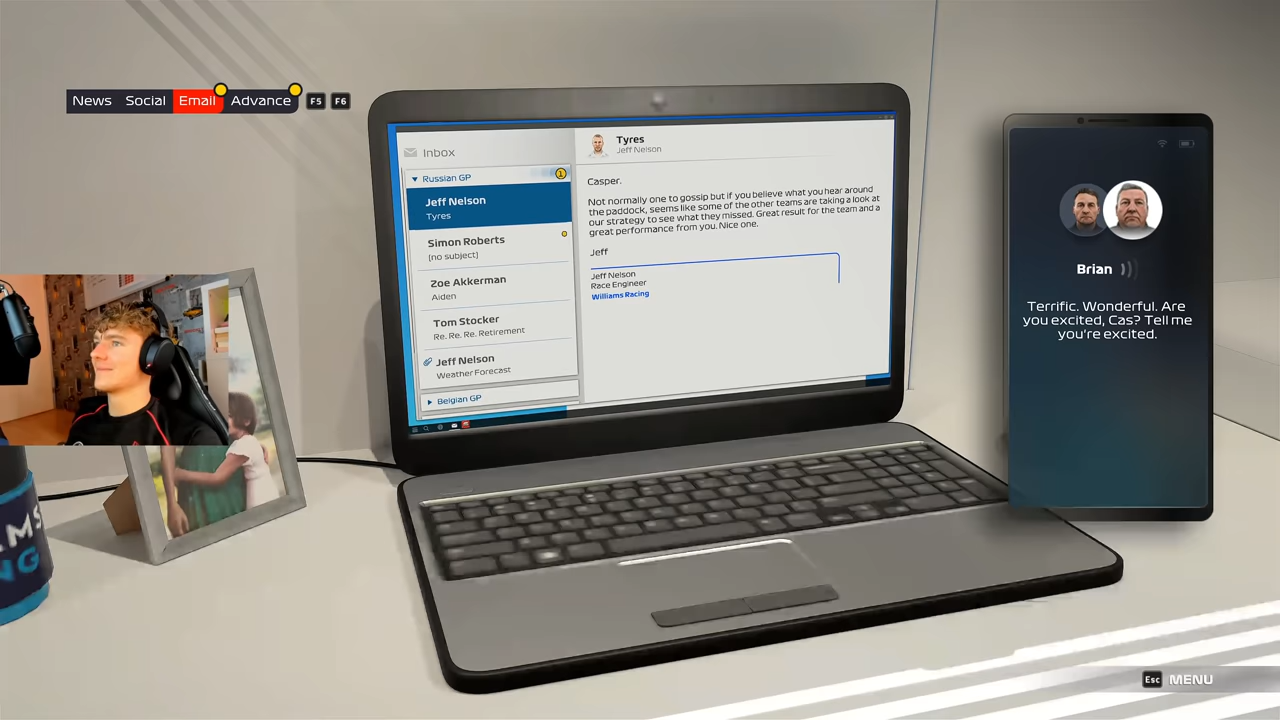 News Social Email Advance F5 F6
Inbox
Russian GP 1
Jeff Nelson
Tyres
Simon Roberts
(no subject)
Zoe Akkerman
Aiden
Tom Stocker
Re. Re. Re. Retirement
Jeff Nelson
Weather Forecast
Belgian GP
Tyres
Jeff Nelson
Casper.
Not normally one to gossip but if you believe what you hear around
the paddock, seems like some of the other teams are taking a look at
our strategy to see what they missed. Great result for the team and a
great performance from you. Nice one.
Jeff
Jeff Nelson
Race Engineer
Williams Racing
Brian
Terrific. Wonderful. Are
you excited, Cas? Tell me
you're excited.
AMS
NG
Esc MENU